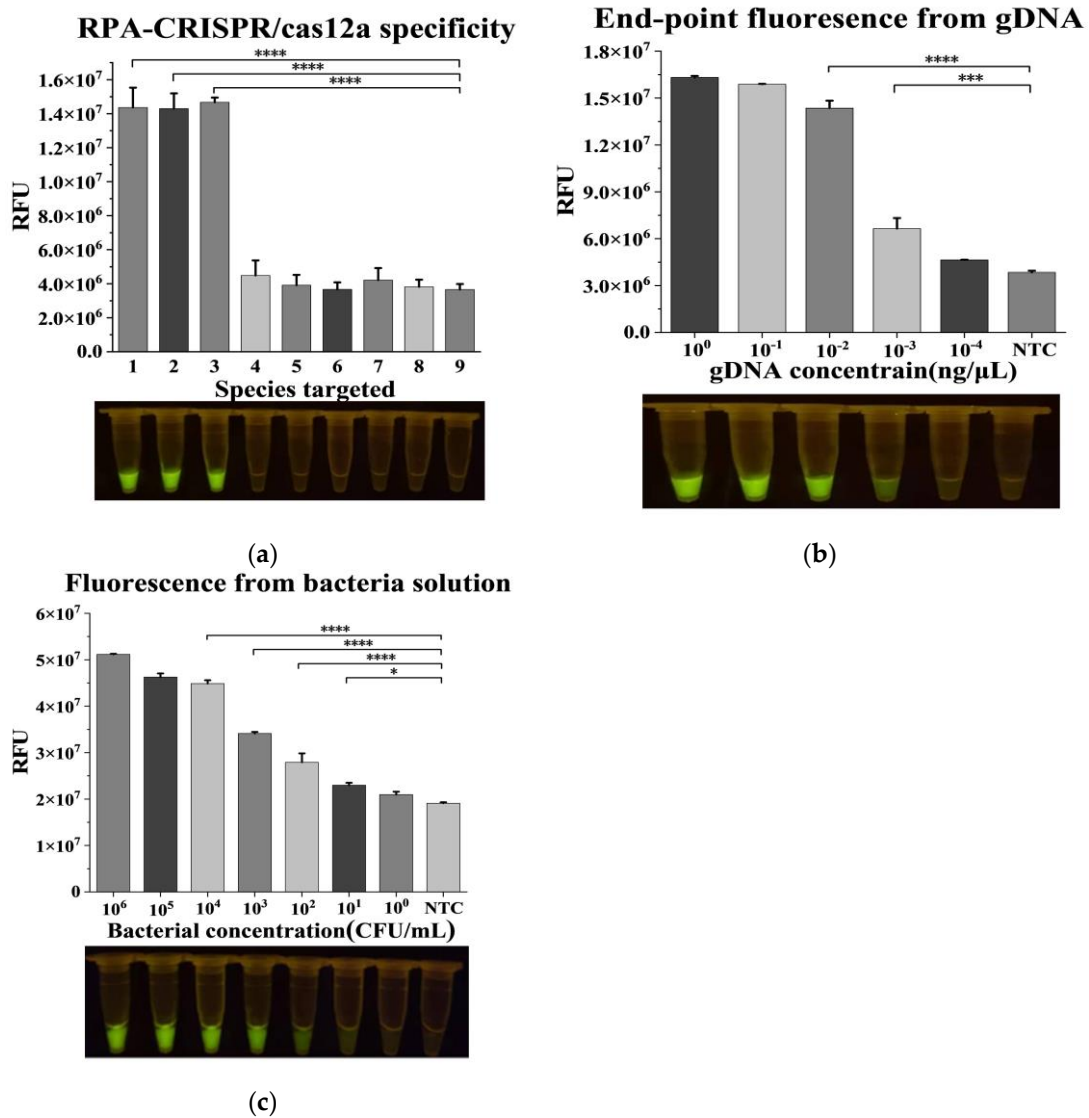 RPA-CRISPR/cas12a specificity
****
****
****
1.6×10⁷
1.4×10⁷
1.2×10⁷
1.0×10⁷
8.0×10⁶
6.0×10⁶
4.0×10⁶
2.0×10⁶
0.0
RFU
1 2 3 4 5 6 7 8 9
Species targeted
(a)
End-point fluoresence from gDNA
****
***
1.8×10⁷
1.5×10⁷
1.2×10⁷
9.0×10⁶
6.0×10⁶
3.0×10⁶
0.0
RFU
10⁰ 10⁻¹ 10⁻² 10⁻³ 10⁻⁴ NTC
gDNA concentrain(ng/μL)
(b)
Fluorescence from bacteria solution
****
****
****
*
6×10⁷
5×10⁷
4×10⁷
3×10⁷
2×10⁷
1×10⁷
0
RFU
10⁶ 10⁵ 10⁴ 10³ 10² 10¹ 10⁰ NTC
Bacterial concentration(CFU/mL)
(c)